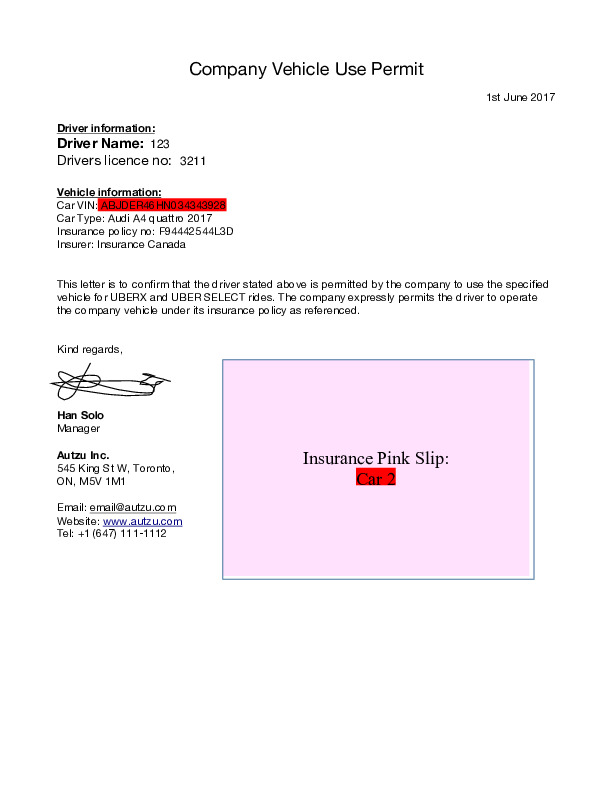 Company Vehicle Use Permit
1st June 2017
Driver information:
Driver Name: 123
Drivers licence no: 3211
Vehicle information:
Car VIN: ABJDER48HN034343928
Car Type: Audi A4 quattro 2017
Insurance policy no: F94442544L3D
Insurer: Insurance Canada
This letter is to confirm that the driver stated above is permitted by the company to use the specified
vehicle for UBERX and UBER SELECT rides. The company expressly permits the driver to operate
the company vehicle under its insurance policy as referenced.
Kind regards,
Han Solo
Manager
Autzu Inc.
545 King St W, Toronto,
ON, M5V 1M1
Email: email@autzu.com
Website: www.autzu.com
Tel: +1 (647) 111-1112
Insurance Pink Slip:
Car 2